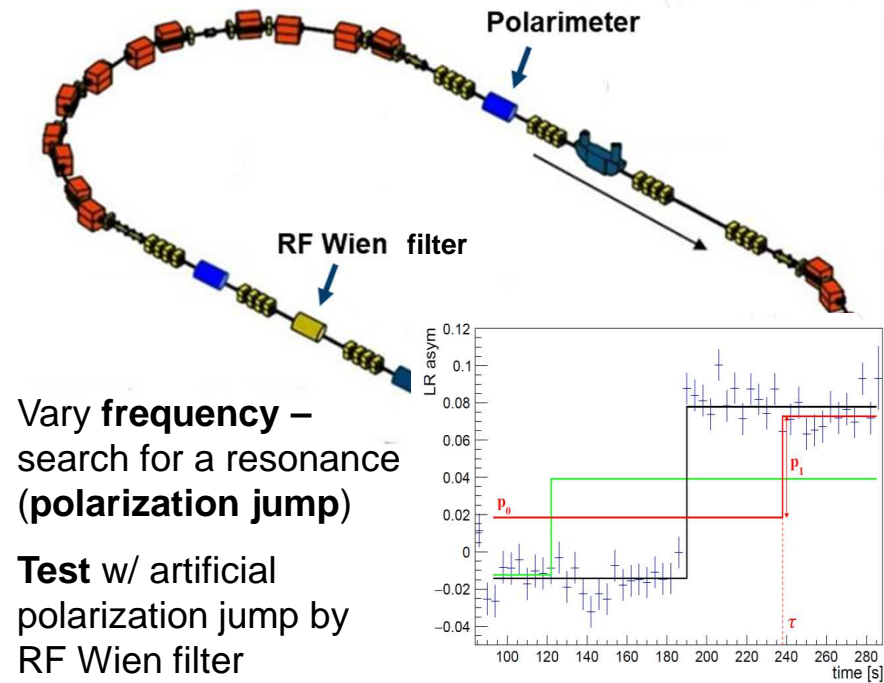 Polarimeter
RF Wien filter
Vary frequency –
search for a resonance
(polarization jump)
Test w/ artificial
polarization jump by
RF Wien filter
LR asym
0.12
0.1
0.08
0.06
0.04
0.02
0
−0.02
−0.04
p₀
p₁
τ
100 120 140 160 180 200 220 240 260 280
time [s]